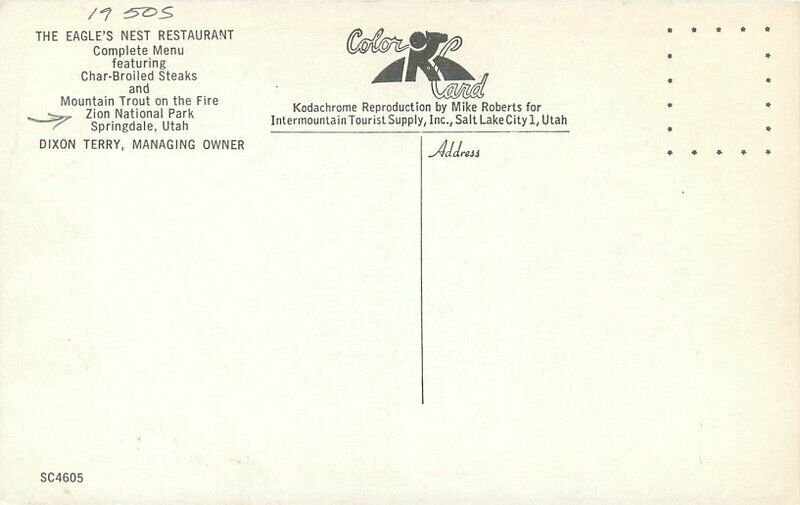 1950s
THE EAGLE'S NEST RESTAURANT
Complete Menu
featuring
Char-Broiled Steaks
and
Mountain Trout on the Fire
Zion National Park
Springdale, Utah
DIXON TERRY, MANAGING OWNER
Color
Card
Kodachrome Reproduction by Mike Roberts for
Intermountain Tourist Supply, Inc., Salt Lake City 1, Utah
Address
SC4605